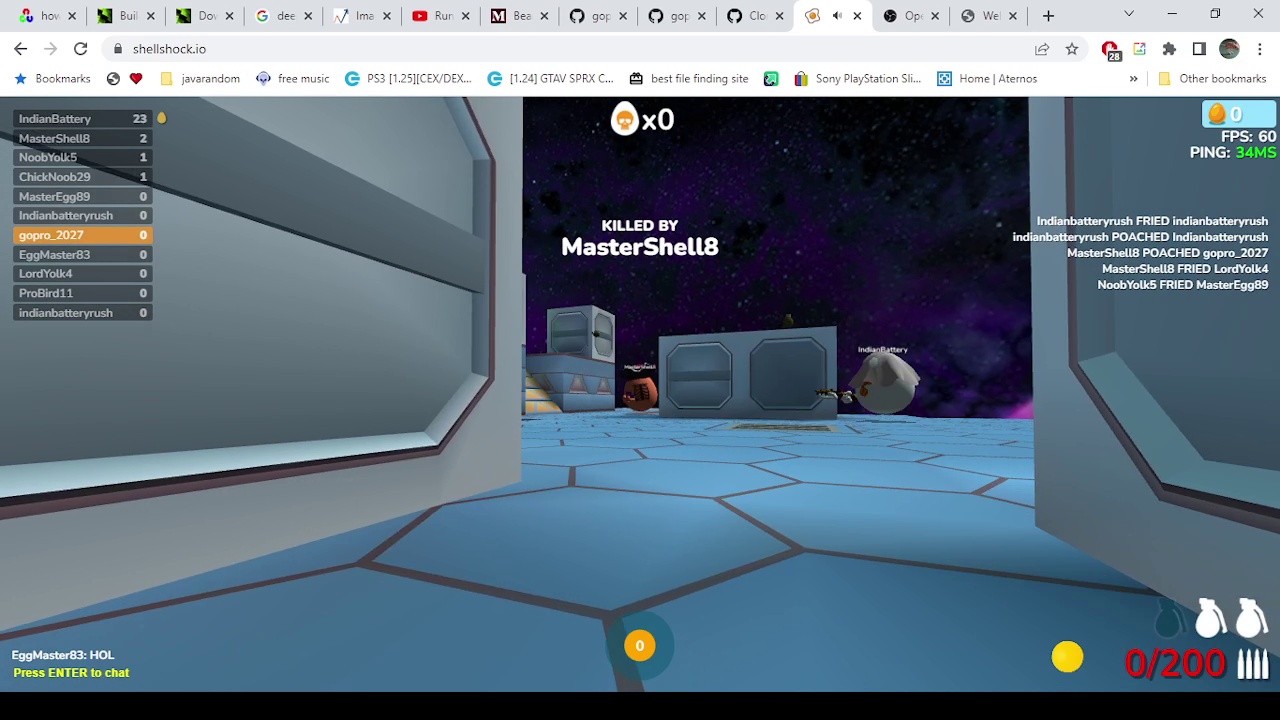 how
Buil
Dov
dee
Ima
Run
Bea
gop
gop
Clo
Ope
Wel
shellshock.io
28
Bookmarks
javarandom
free music
PS3 [1.25](CEX/DEX...
[1.24] GTAV SPRX C...
best file finding site
Sony PlayStation Sli...
Home | Aternos
»
Other bookmarks
IndianBattery 23
MasterShell8 2
NoobYolk5 1
ChickNoob29 1
MasterEgg89 0
Indianbatteryrush 0
gopro_2027 0
EggMaster83 0
LordYolk4 0
ProBird11 0
indianbatteryrush 0
x0
KILLED BY
MasterShell8
0
FPS: 60
PING: 34MS
Indianbatteryrush FRIED indianbatteryrush
indianbatteryrush POACHED Indianbatteryrush
MasterShell8 POACHED gopro_2027
MasterShell8 FRIED LordYolk4
NoobYolk5 FRIED MasterEgg89
IndianBattery
MasterShell8
EggMaster83: HOL
Press ENTER to chat
0
0/200